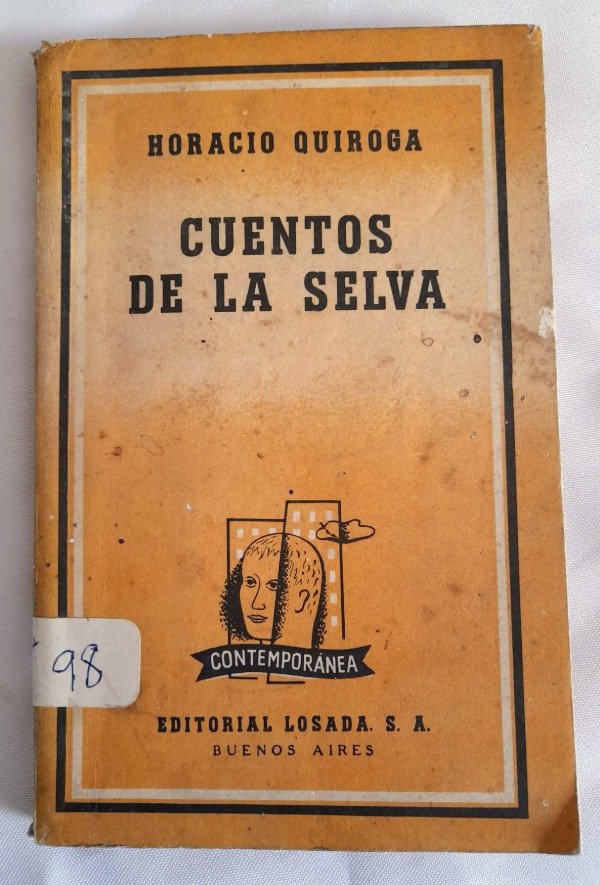 HORACIO QUIROGA
CUENTOS
DE LA SELVA
CONTEMPORÁNEA
98
EDITORIAL LOSADA. S. A.
BUENOS AIRES